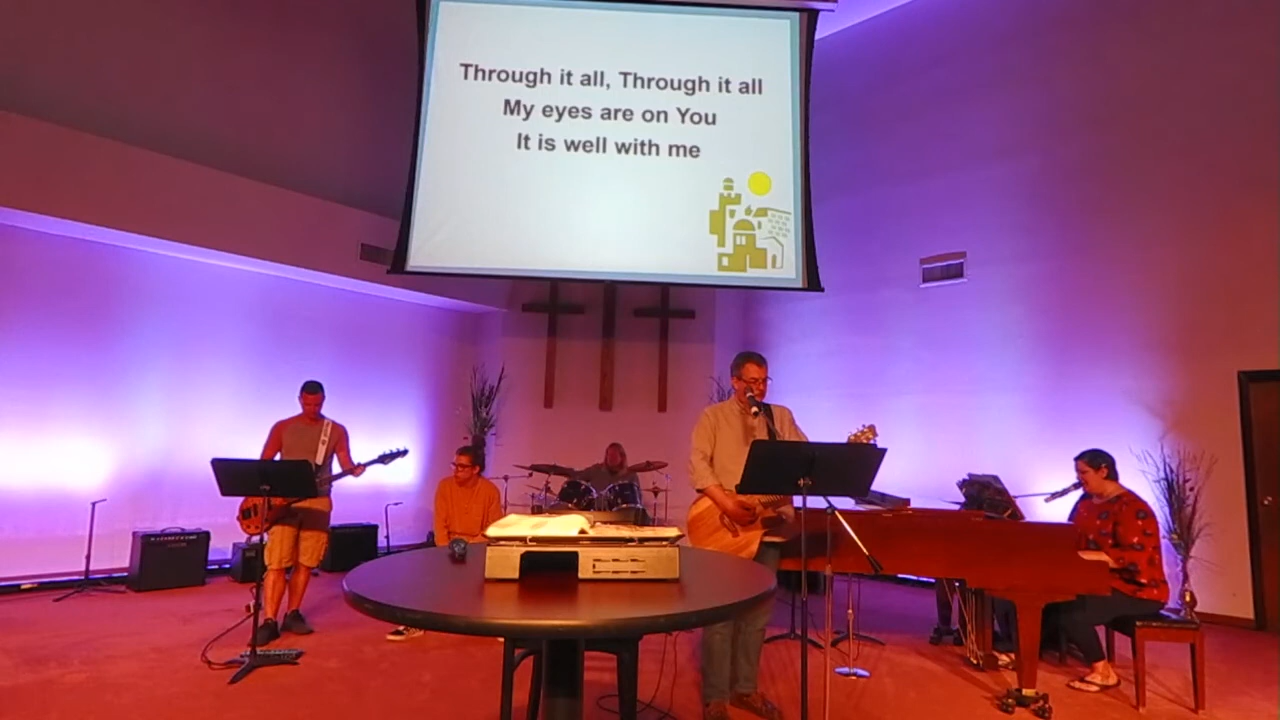 Through it all, Through it all
My eyes are on You
It is well with me